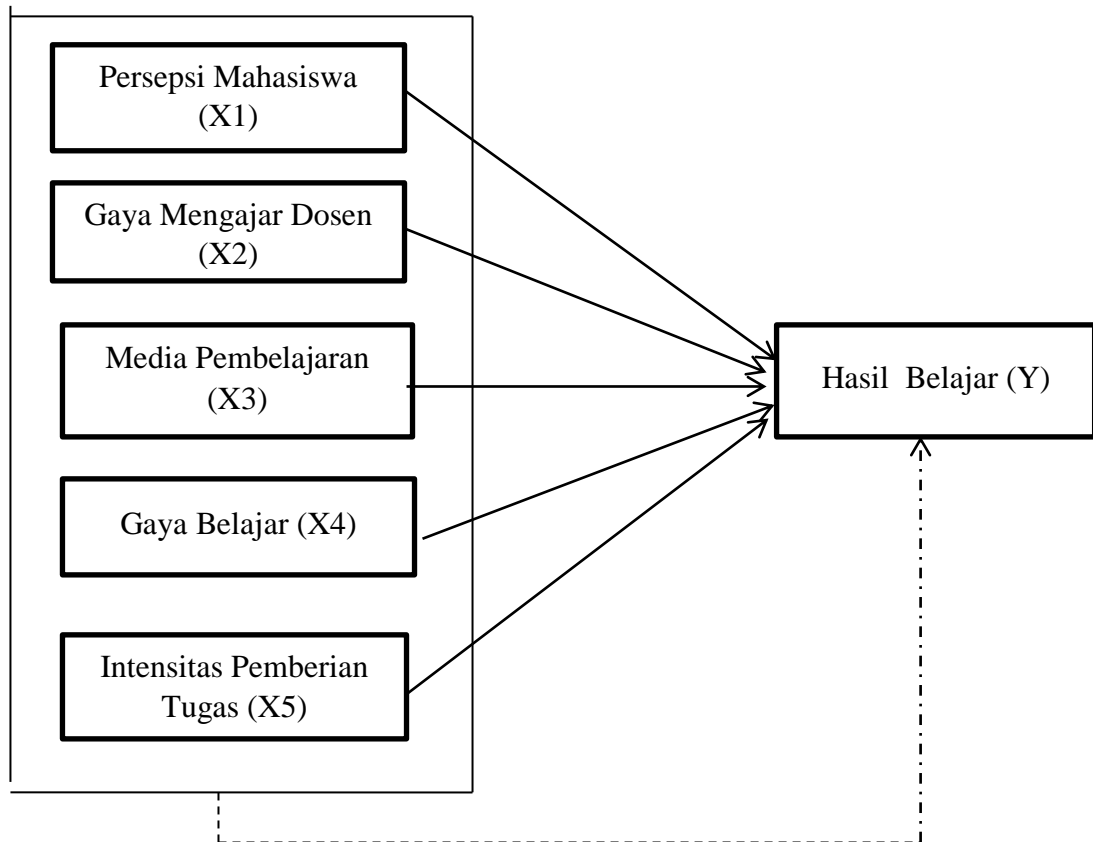 Persepsi Mahasiswa
(X1)
Gaya Mengajar Dosen
(X2)
Media Pembelajaran
(X3)
Gaya Belajar (X4)
Intensitas Pemberian
Tugas (X5)
Hasil  Belajar (Y)